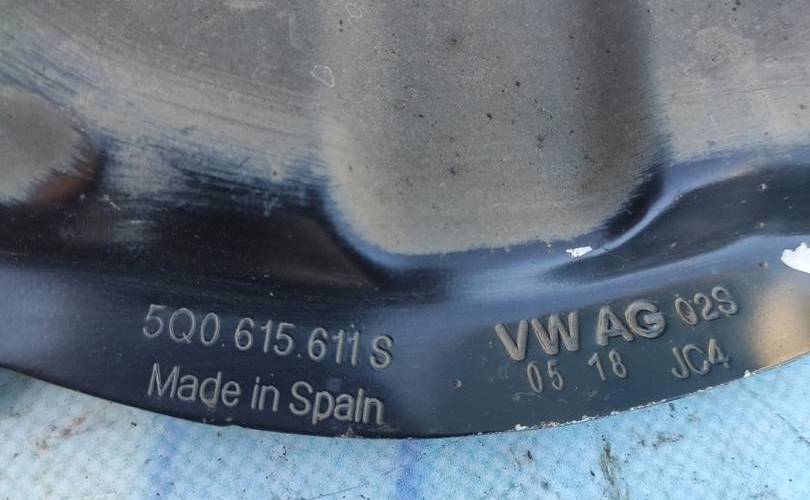 5Q0.615.611 S
Made in Spain
VW AG 02S
05 18 JC4